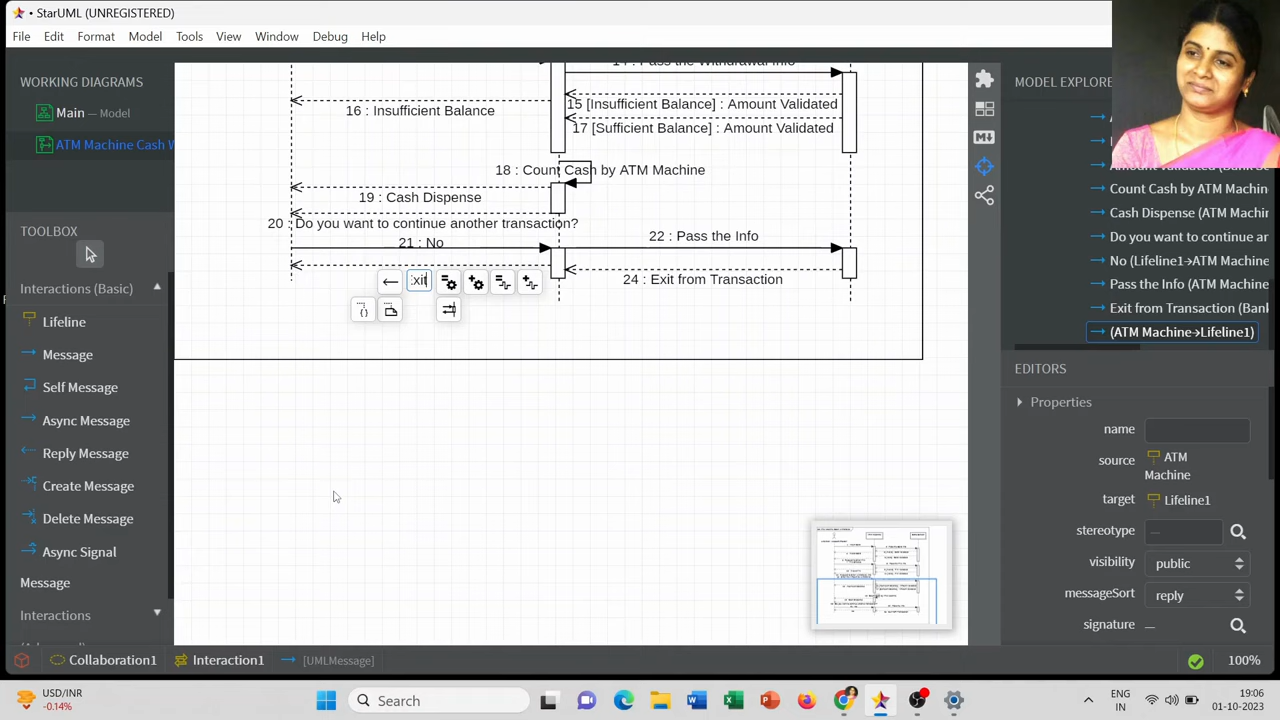 • StarUML (UNREGISTERED)
File Edit Format Model Tools View Window Debug Help
WORKING DIAGRAMS
Main — Model
ATM Machine Cash W
TOOLBOX
Interactions (Basic)
Lifeline
Message
Self Message
Async Message
Reply Message
Create Message
Delete Message
Async Signal
Message
Interactions
16 : Insufficient Balance
15 [Insufficient Balance] : Amount Validated
17 [Sufficient Balance] : Amount Validated
18 : Count Cash by ATM Machine
19 : Cash Dispense
20 : Do you want to continue another transaction?
21 : No
22 : Pass the Info
24 : Exit from Transaction
xit
MODEL EXPLORE
Count Cash by ATM Machin
Cash Dispense (ATM Machir
Do you want to continue ar
No (Lifeline1→ATM Machine
Pass the Info (ATM Machine
Exit from Transaction (Bank
(ATM Machine→Lifeline1)
EDITORS
Properties
name
source ATM
Machine
target Lifeline1
stereotype —
visibility public
messageSort reply
signature —
Collaboration1 Interaction1 [UMLMessage] 100%
USD/INR
-0.14%
Search
ENG
IN
19:06
01-10-2023